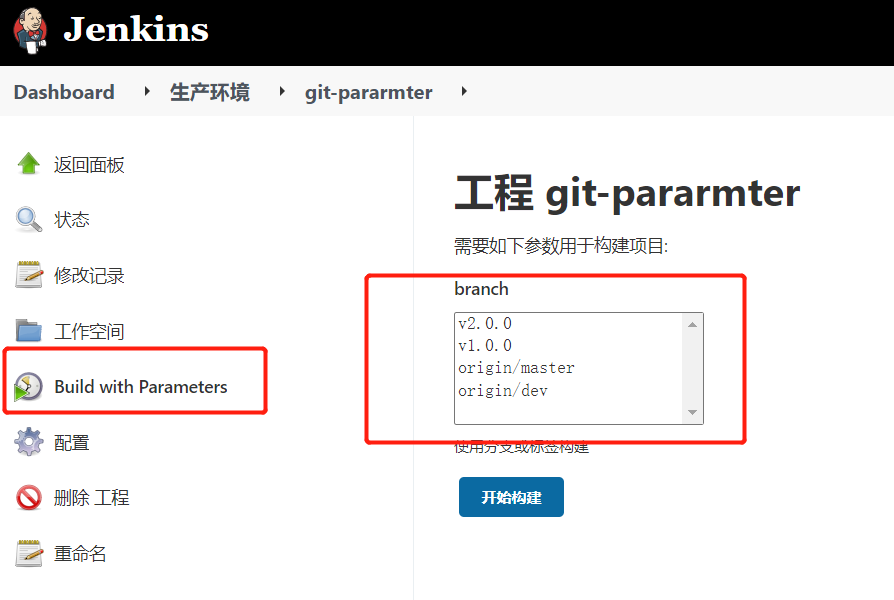 Jenkins
Dashboard 生产环境 git-pararmter
返回面板
状态
修改记录
工作空间
Build with Parameters
配置
删除 工程
重命名
工程 git-pararmter
需要如下参数用于构建项目:
branch
v2.0.0
v1.0.0
origin/master
origin/dev
使用分支或标签构建
开始构建